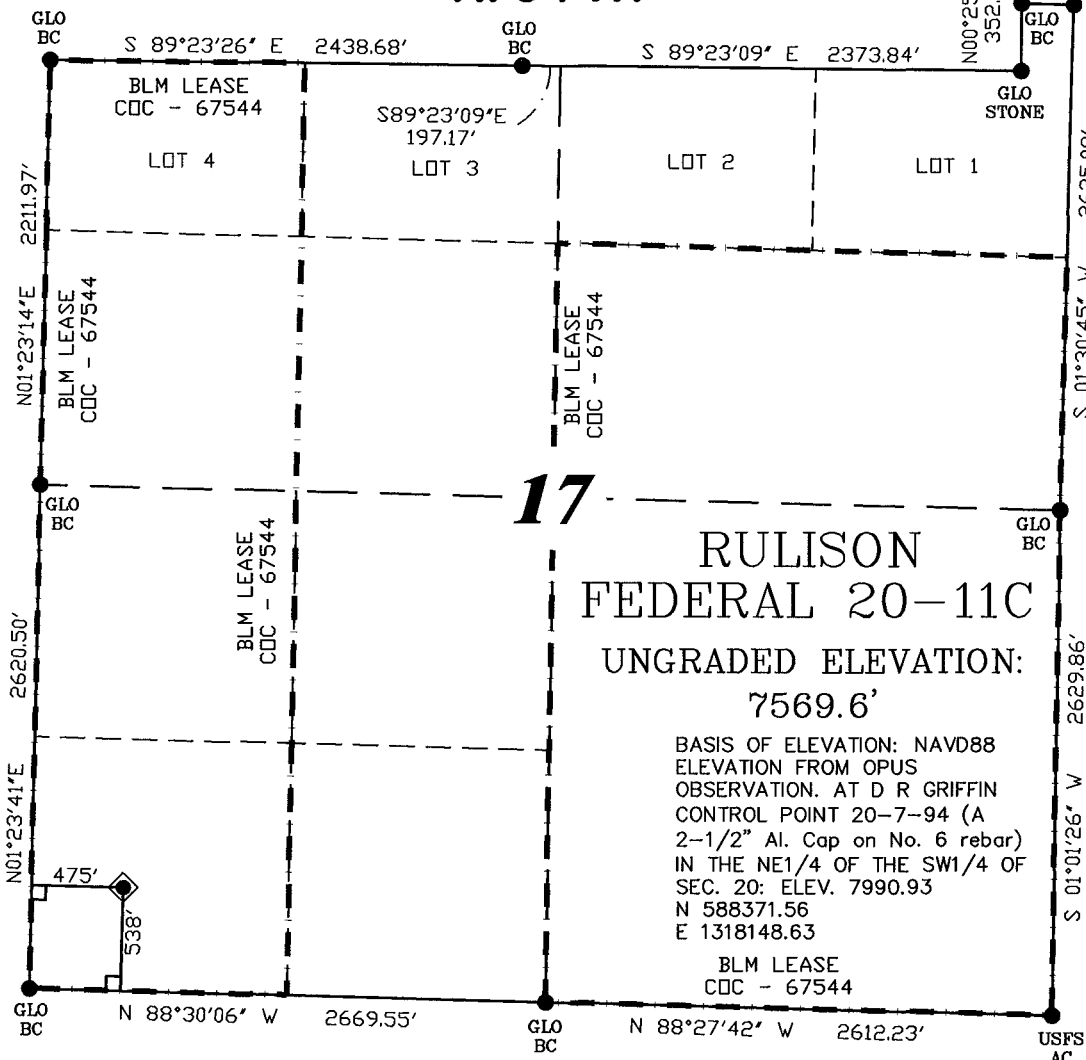 GLO
BC
S 89°23'26" E 2438.68'
GLO
BC
S 89°23'09" E 2373.84'
N00°25
352.
GLO
BC
GLO
STONE
BLM LEASE
COC - 67544
S89°23'09"E
197.17'
LOT 4
LOT 3
LOT 2
LOT 1
2211.97'
N01°23'14"E
BLM LEASE
COC - 67544
BLM LEASE
COC - 67544
S 01°30'45" W
GLO
BC
17
GLO
BC
BLM LEASE
COC - 67544
RULISON
FEDERAL 20-11C
UNGRADED ELEVATION:
7569.6'
BASIS OF ELEVATION: NAVD88
ELEVATION FROM OPUS
OBSERVATION. AT D R GRIFFIN
CONTROL POINT 20-7-94 (A
2-1/2" Al. Cap on No. 6 rebar)
IN THE NE1/4 OF THE SW1/4 OF
SEC. 20: ELEV. 7990.93
N 588371.56
E 1318148.63
BLM LEASE
COC - 67544
2620.50'
N01°23'41"E
2629.86'
S 01°01'26" W
475'
538'
GLO
BC
N 88°30'06" W 2669.55'
GLO
BC
N 88°27'42" W 2612.23'
USFS
AC